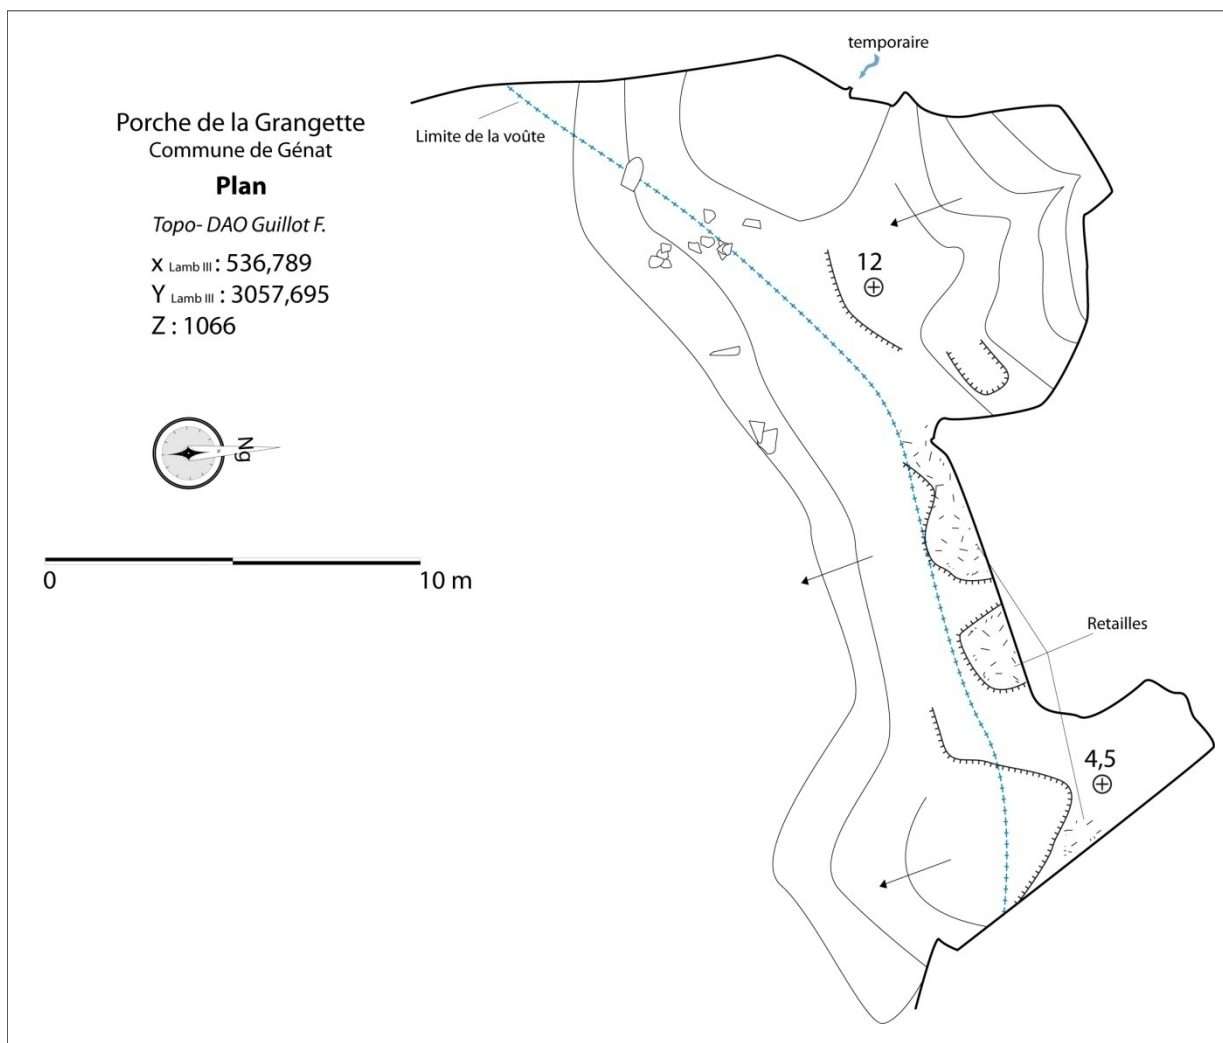 temporaire
Porche de la Grangette
Commune de Génat
Plan
Topo- DAO Guillot F.
X Lamb III : 536,789
Y Lamb III : 3057,695
Z : 1066
Limite de la voûte
12
Ng
0 10 m
Retailles
4,5